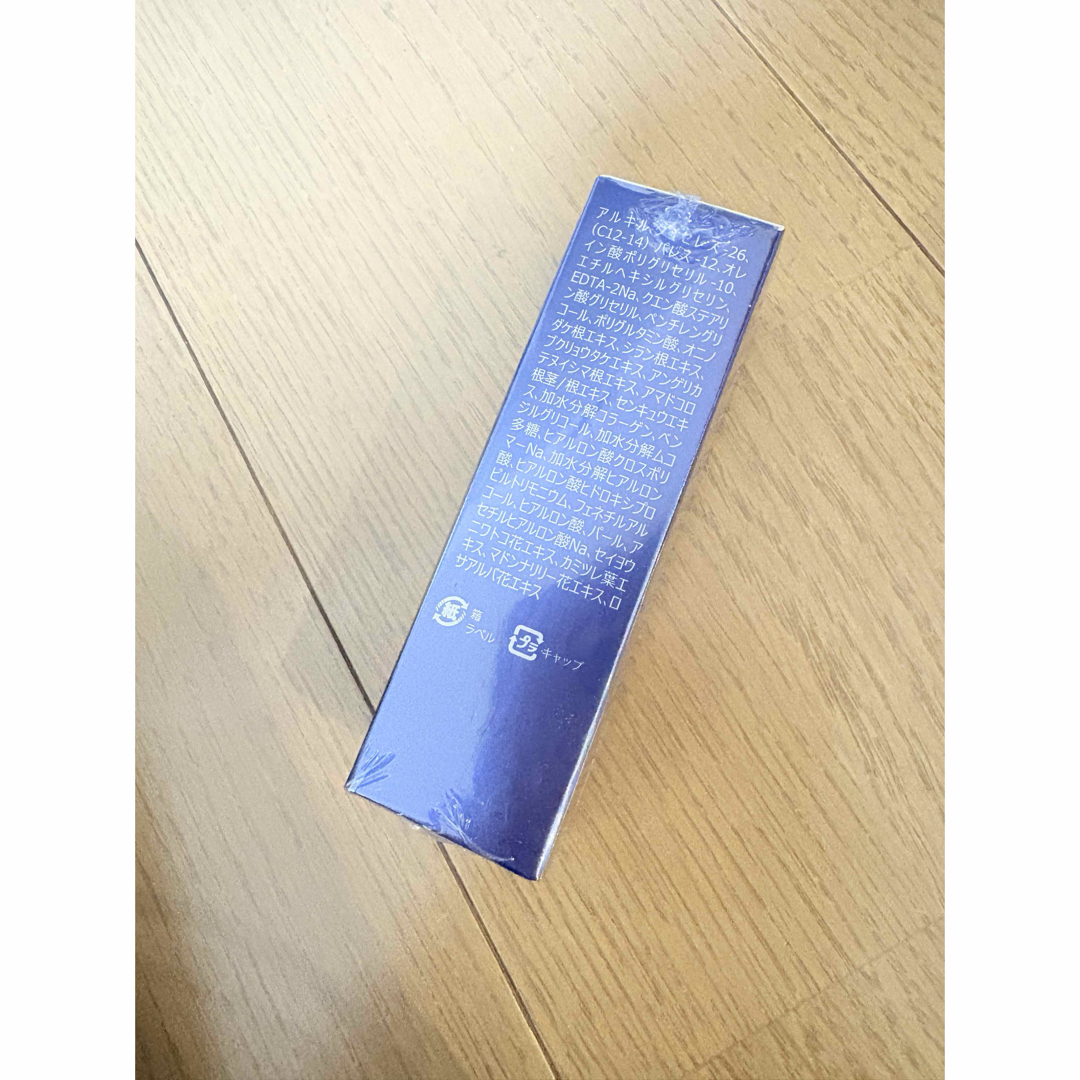 アルキル セレス-26、
(C12-14) パレス-12、オレ
イン酸ポリグリセリル-10、
エチルヘキシルグリセリン、
EDTA-2Na、クエン酸ステアリ
ン酸グリセリル、ペンチレングリ
コール、ポリグルタミン酸、オニノ
ダケ根エキス、シラン根エキス、
ブクリョウタケエキス、アンゲリカ
テヌイシマ根エキス、アマドコロ
根茎/根エキス、センキュウエキ
ス、加水分解コラーゲン、ベン
ジルグリコール、加水分解ムコ
多糖、ヒアルロン酸クロスポリ
マーNa、加水分解ヒアルロン
酸、ヒアルロン酸ヒドロキシプロ
ピルトリモニウム、フェネチルアル
コール、ヒアルロン酸、パール、ア
セチルヒアルロン酸Na、セイヨウ
ニワトコ花エキス、カミツレ葉エ
キス、マドンナリリー花エキス、ロ
サアルバ花エキス
紙 箱
ラベル
プラ キャップ